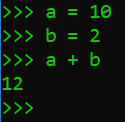 >>> a = 10
>>> b = 2
>>> a + b
12
>>>